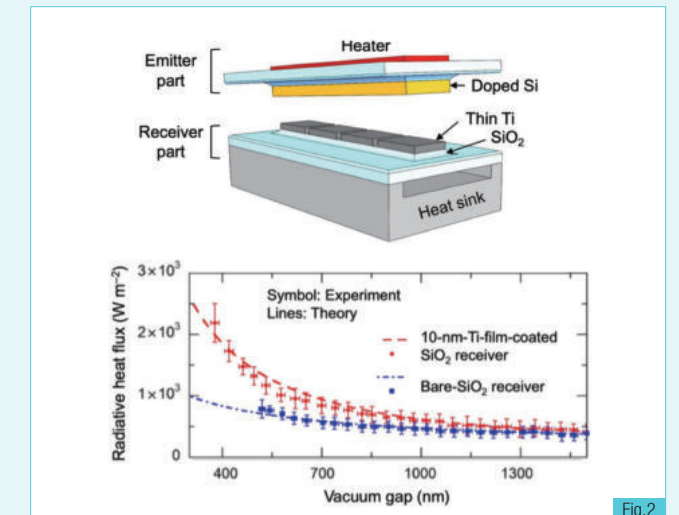 Heater
Emitter
part
Doped Si
Thin Ti
SiO₂
Receiver
part
Heat sink
Radiative heat flux (W m⁻²)
3×10³
2×10³
1×10³
0
Symbol: Experiment
Lines: Theory
10-nm-Ti-film-coated
SiO₂ receiver
Bare-SiO₂ receiver
400
700
1000
1300
Vacuum gap (nm)
Fig.2